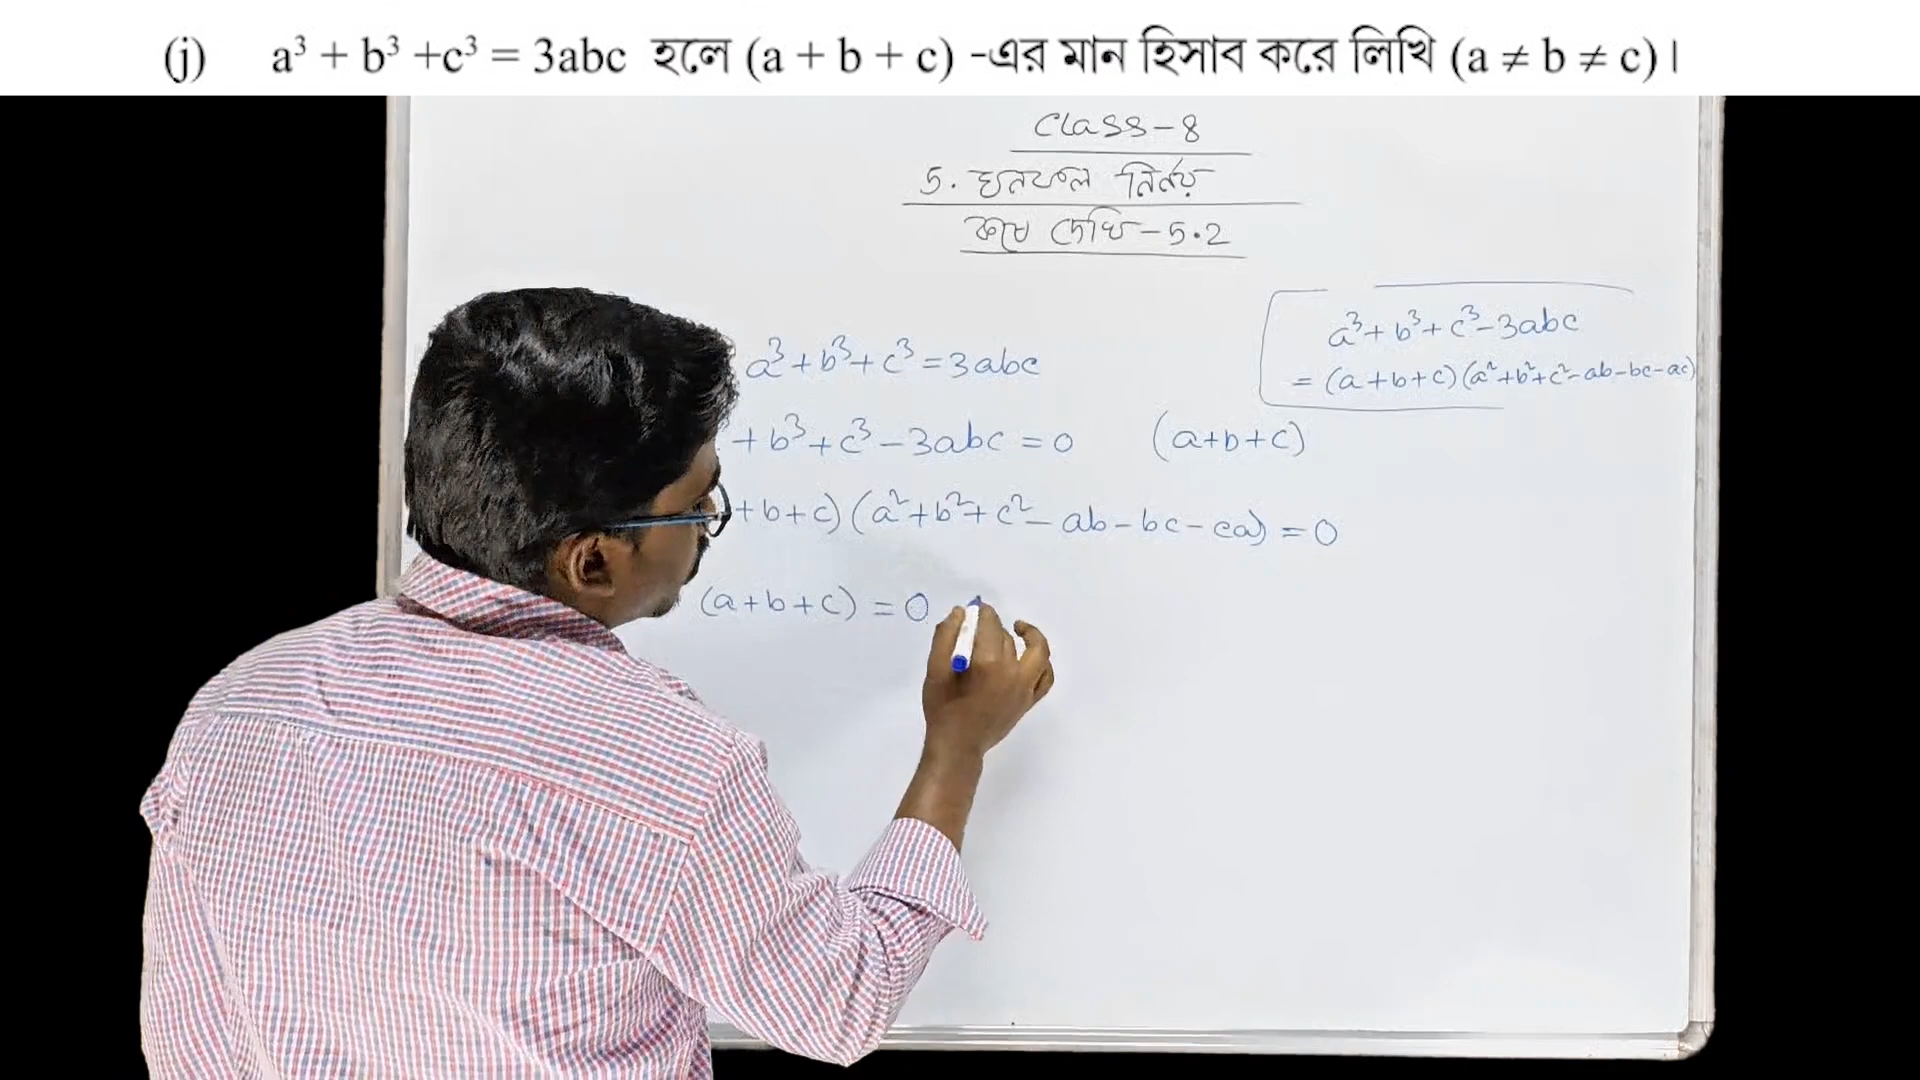 (j) a³ + b³ +c³ = 3abc হলে (a + b + c) -এর মান হিসাব করে লিখি (a ≠ b ≠ c)।
Class-8
5. ঘনফল নির্ণয়
কষে দেখি-5.2
a³+b³+c³-3abc
= (a+b+c)(a²+b²+c²-ab-bc-ac)
a³+b³+c³=3abc
+b³+c³-3abc=0 (a+b+c)
+b+c)(a²+b²+c²-ab-bc-ca)=0
(a+b+c)=0